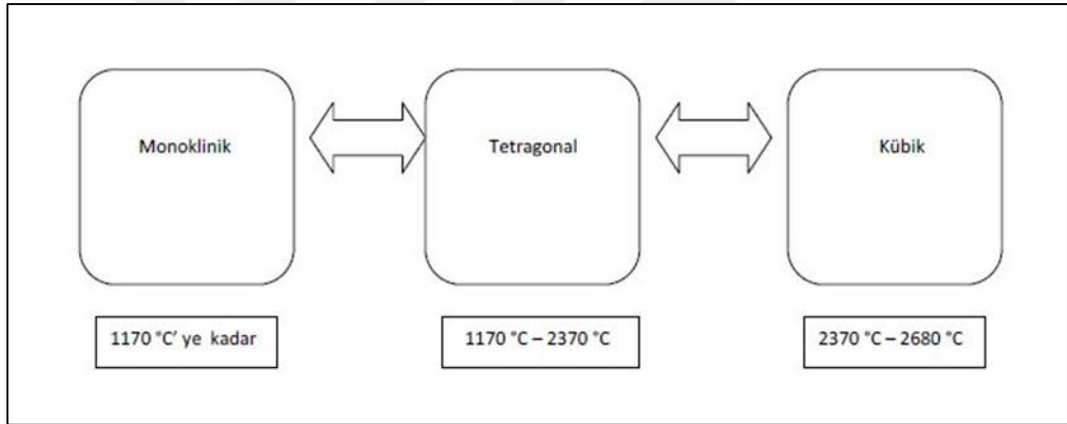 Monoklinik
Tetragonal
Kübik
1170 °C' ye kadar
1170 °C – 2370 °C
2370 °C – 2680 °C